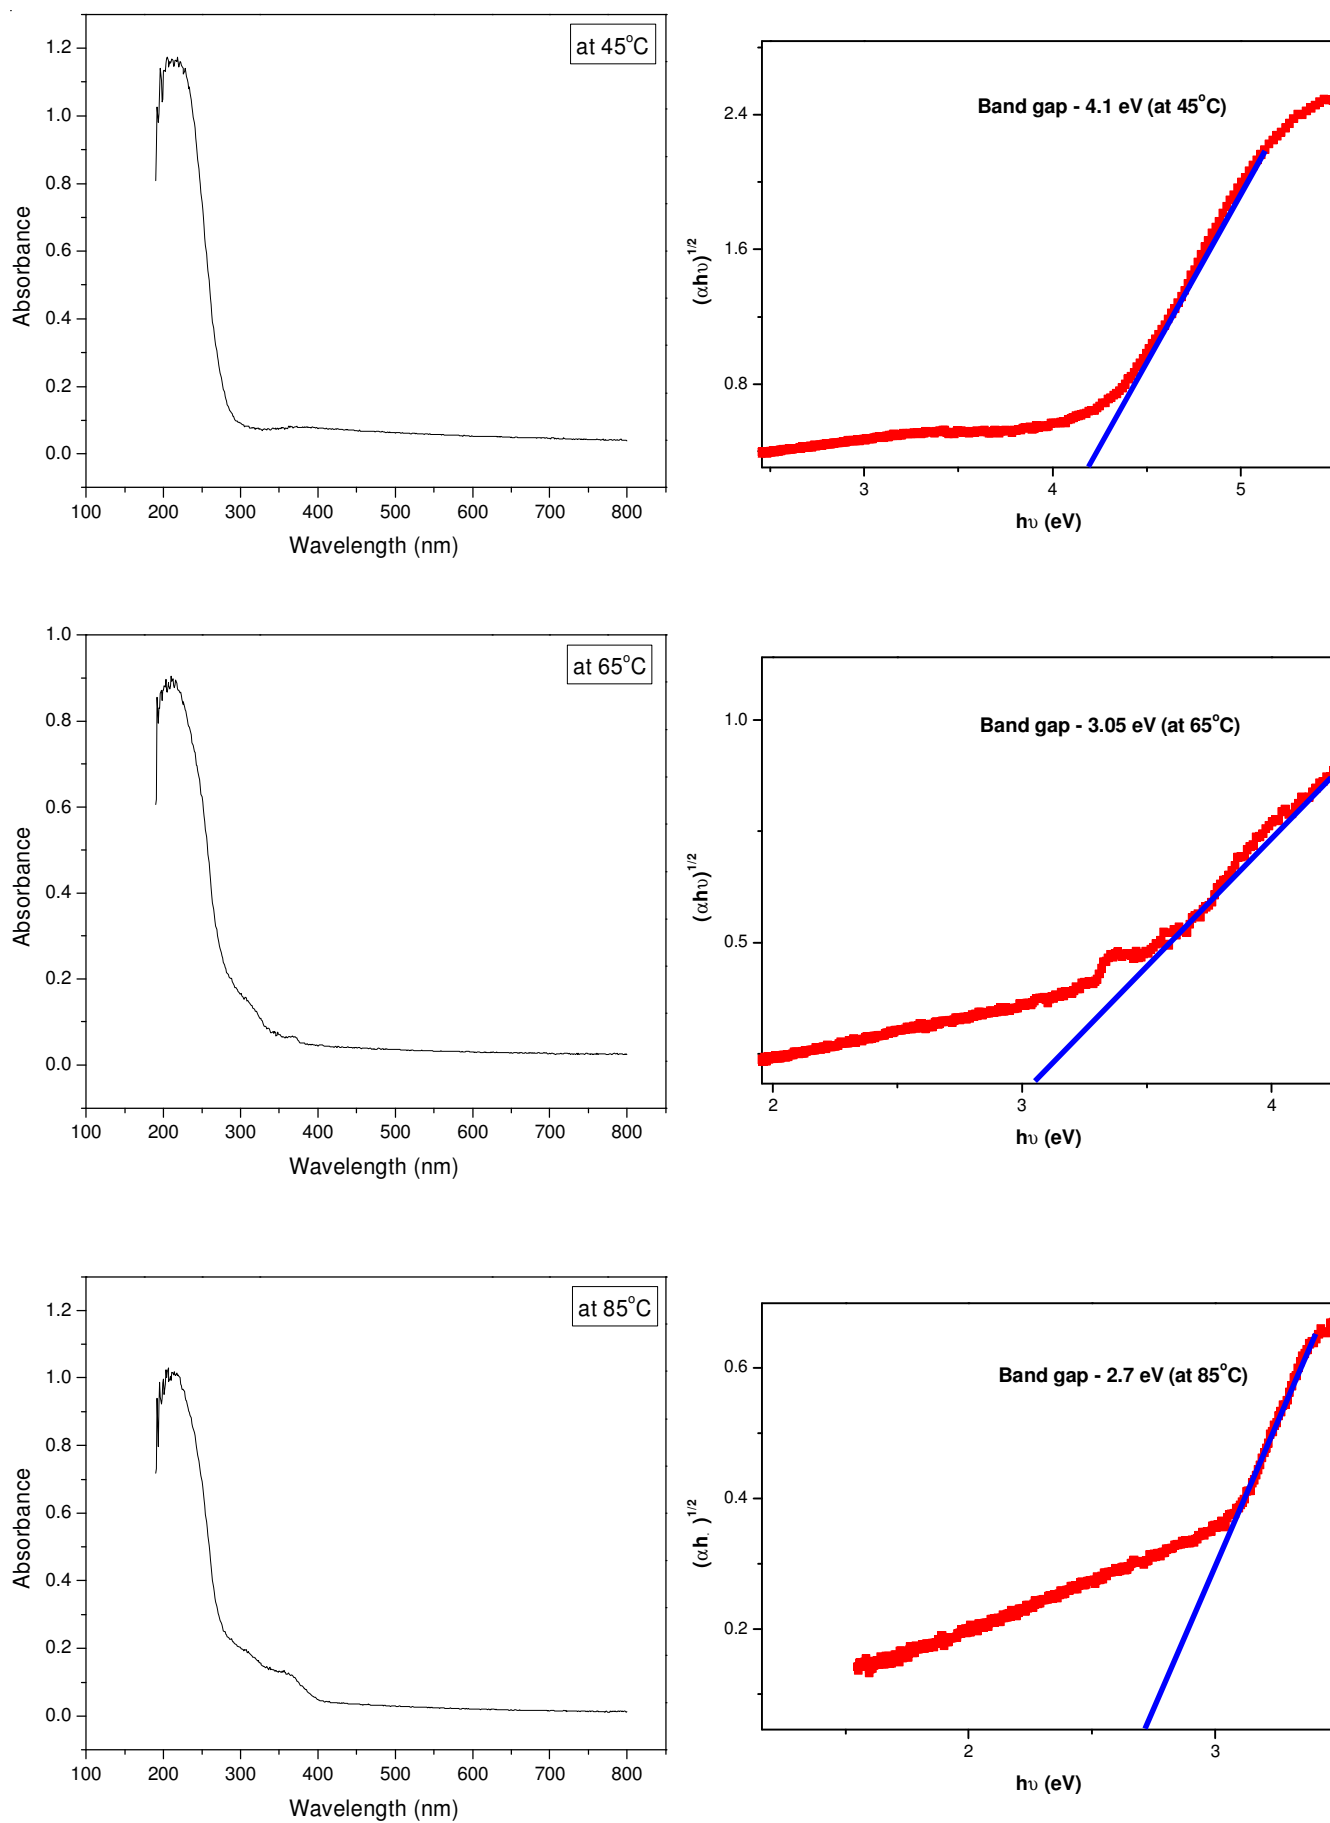 at 45°C
1.2
1.0
0.8
0.6
0.4
0.2
0.0
Absorbance
100 200 300 400 500 600 700 800
Wavelength (nm)
Band gap - 4.1 eV (at 45°C)
2.4
1.6
0.8
(αhυ)^1/2
3 4 5
hυ (eV)
at 65°C
1.0
0.8
0.6
0.4
0.2
0.0
Absorbance
100 200 300 400 500 600 700 800
Wavelength (nm)
Band gap - 3.05 eV (at 65°C)
1.0
0.5
(αhυ)^1/2
2 3 4
hυ (eV)
at 85°C
1.2
1.0
0.8
0.6
0.4
0.2
0.0
Absorbance
100 200 300 400 500 600 700 800
Wavelength (nm)
Band gap - 2.7 eV (at 85°C)
0.6
0.4
0.2
(αh. )^1/2
2 3
hυ (eV)